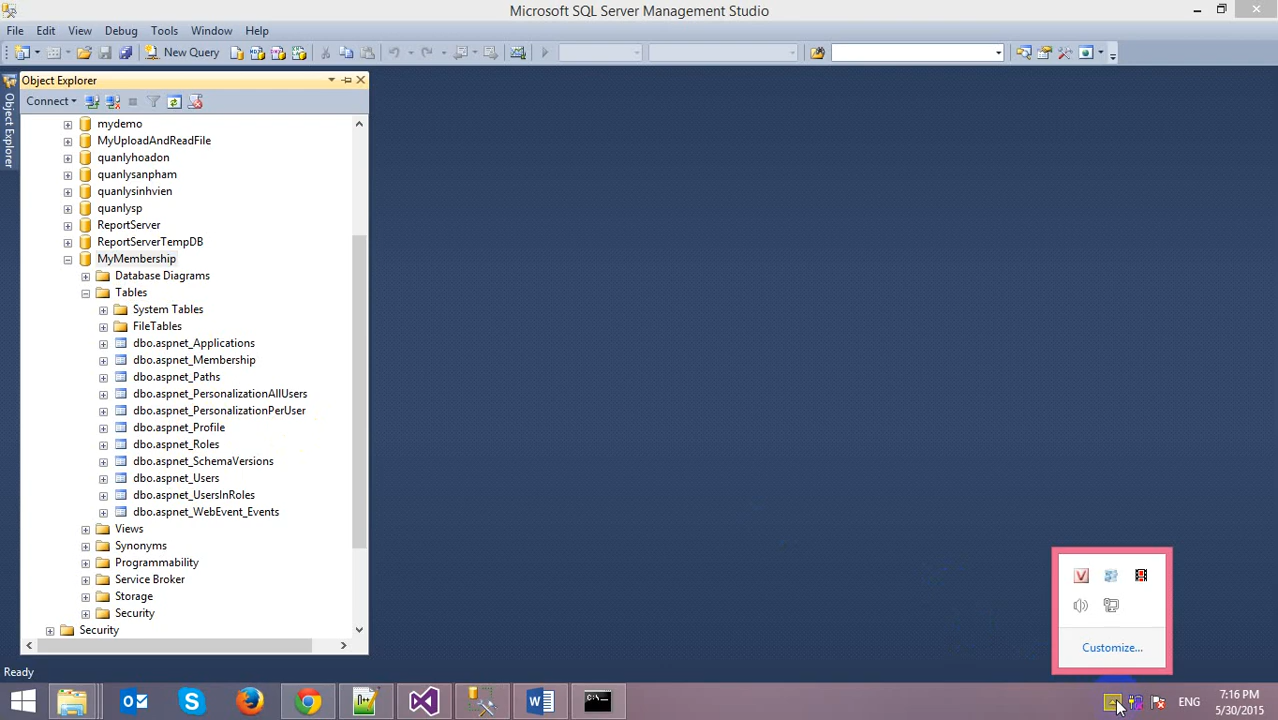 Microsoft SQL Server Management Studio
File Edit View Debug Tools Window Help
New Query
Object Explorer
Object Explorer
Connect
mydemo
MyUploadAndReadFile
quanlyhoadon
quanlysanpham
quanlysinhvien
quanlysp
ReportServer
ReportServerTempDB
MyMembership
Database Diagrams
Tables
System Tables
FileTables
dbo.aspnet_Applications
dbo.aspnet_Membership
dbo.aspnet_Paths
dbo.aspnet_PersonalizationAllUsers
dbo.aspnet_PersonalizationPerUser
dbo.aspnet_Profile
dbo.aspnet_Roles
dbo.aspnet_SchemaVersions
dbo.aspnet_Users
dbo.aspnet_UsersInRoles
dbo.aspnet_WebEvent_Events
Views
Synonyms
Programmability
Service Broker
Storage
Security
Security
V
Customize...
Ready
ENG
7:16 PM
5/30/2015